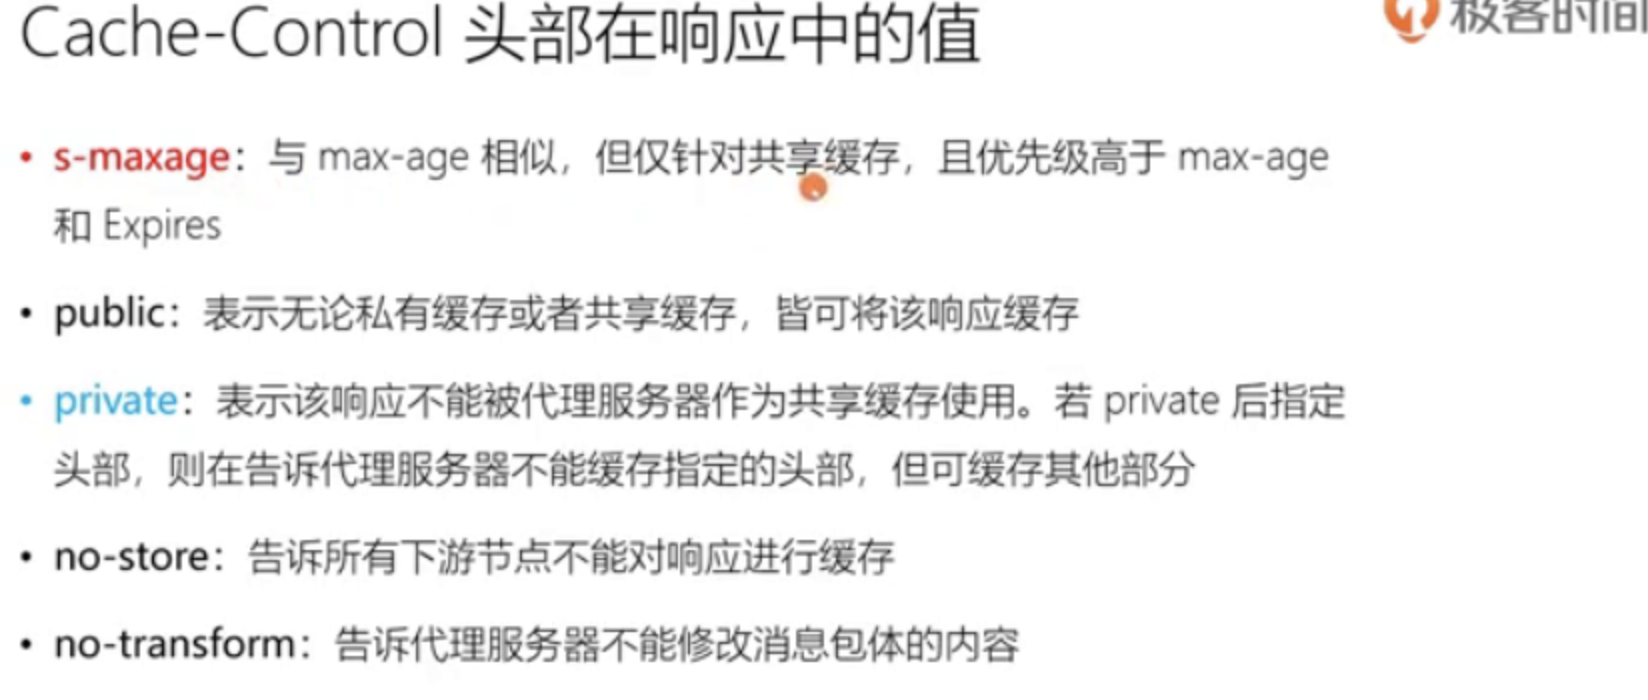 Cache-Control 头部在响应中的值
极客时间
• s-maxage：与 max-age 相似，但仅针对共享缓存，且优先级高于 max-age
和 Expires
• public：表示无论私有缓存或者共享缓存，皆可将该响应缓存
• private：表示该响应不能被代理服务器作为共享缓存使用。若 private 后指定
头部，则在告诉代理服务器不能缓存指定的头部，但可缓存其他部分
• no-store：告诉所有下游节点不能对响应进行缓存
• no-transform：告诉代理服务器不能修改消息包体的内容